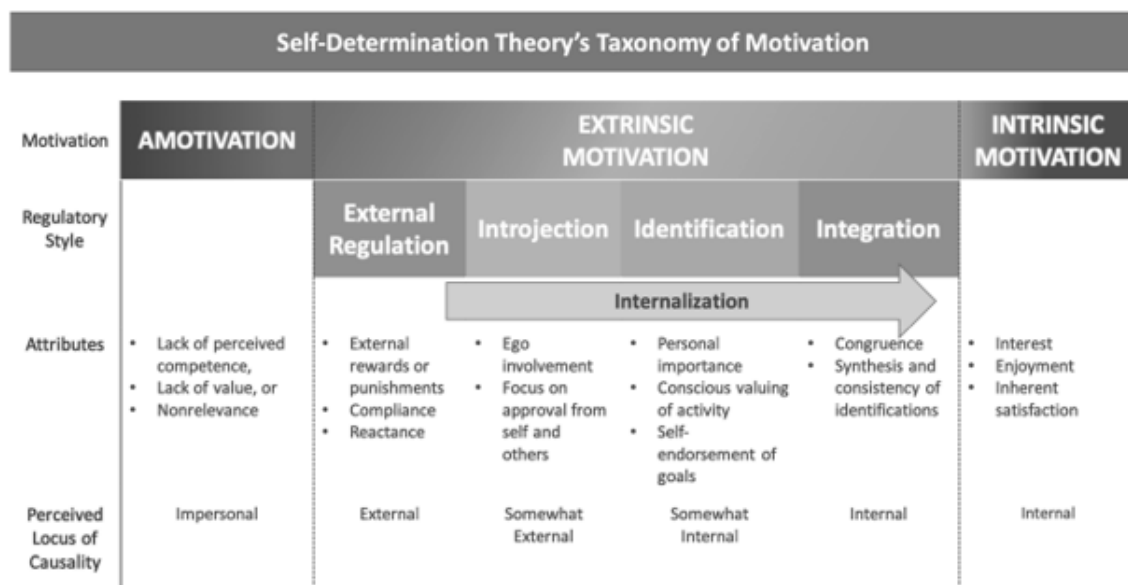 Self-Determination Theory's Taxonomy of Motivation
Motivation
AMOTIVATION
EXTRINSIC
MOTIVATION
INTRINSIC
MOTIVATION
Regulatory
Style
External
Regulation
Introjection
Identification
Integration
Internalization
Attributes
• Lack of perceived
competence,
• Lack of value, or
• Nonrelevance
• External
rewards or
punishments
• Compliance
• Reactance
• Ego
involvement
• Focus on
approval from
self and
others
• Personal
importance
• Conscious valuing
of activity
• Self-
endorsement of
goals
• Congruence
• Synthesis and
consistency of
identifications
• Interest
• Enjoyment
• Inherent
satisfaction
Perceived
Locus of
Causality
Impersonal
External
Somewhat
External
Somewhat
Internal
Internal
Internal